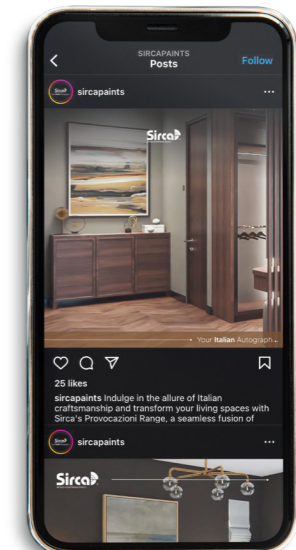 SIRCAPAINTS
Posts
Follow
sircapaints
Sirca
Your Italian Autograph
25 likes
sircapaints Indulge in the allure of Italian
craftsmanship and transform your living spaces with
Sirca's Provocazioni Range, a seamless fusion of
sircapaints
Sirca